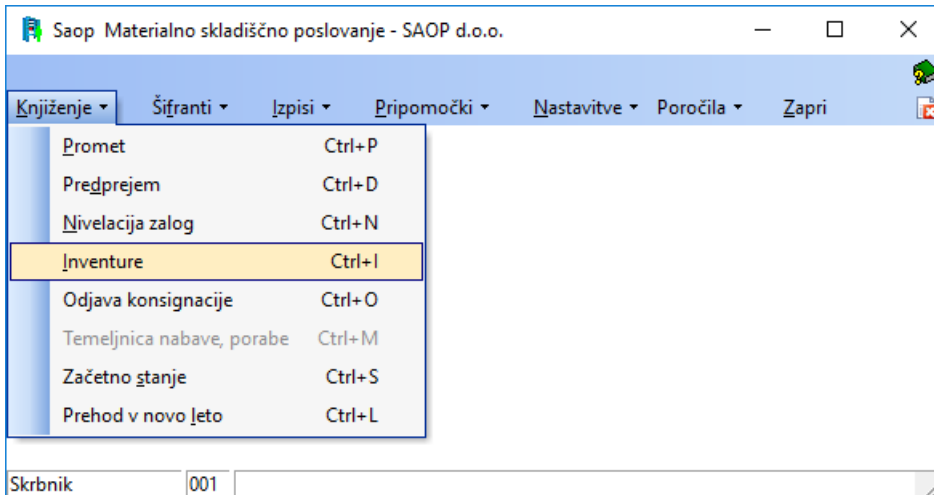 Saop Materialno skladiščno poslovanje - SAOP d.o.o.
Knjiženje Šifranti Izpisi Pripomočki Nastavitve Poročila Zapri
Promet Ctrl+P
Predprejem Ctrl+D
Nivelacija zalog Ctrl+N
Inventure Ctrl+I
Odjava konsignacije Ctrl+O
Temeljnica nabave, porabe Ctrl+M
Začetno stanje Ctrl+S
Prehod v novo leto Ctrl+L
Skrbnik 001